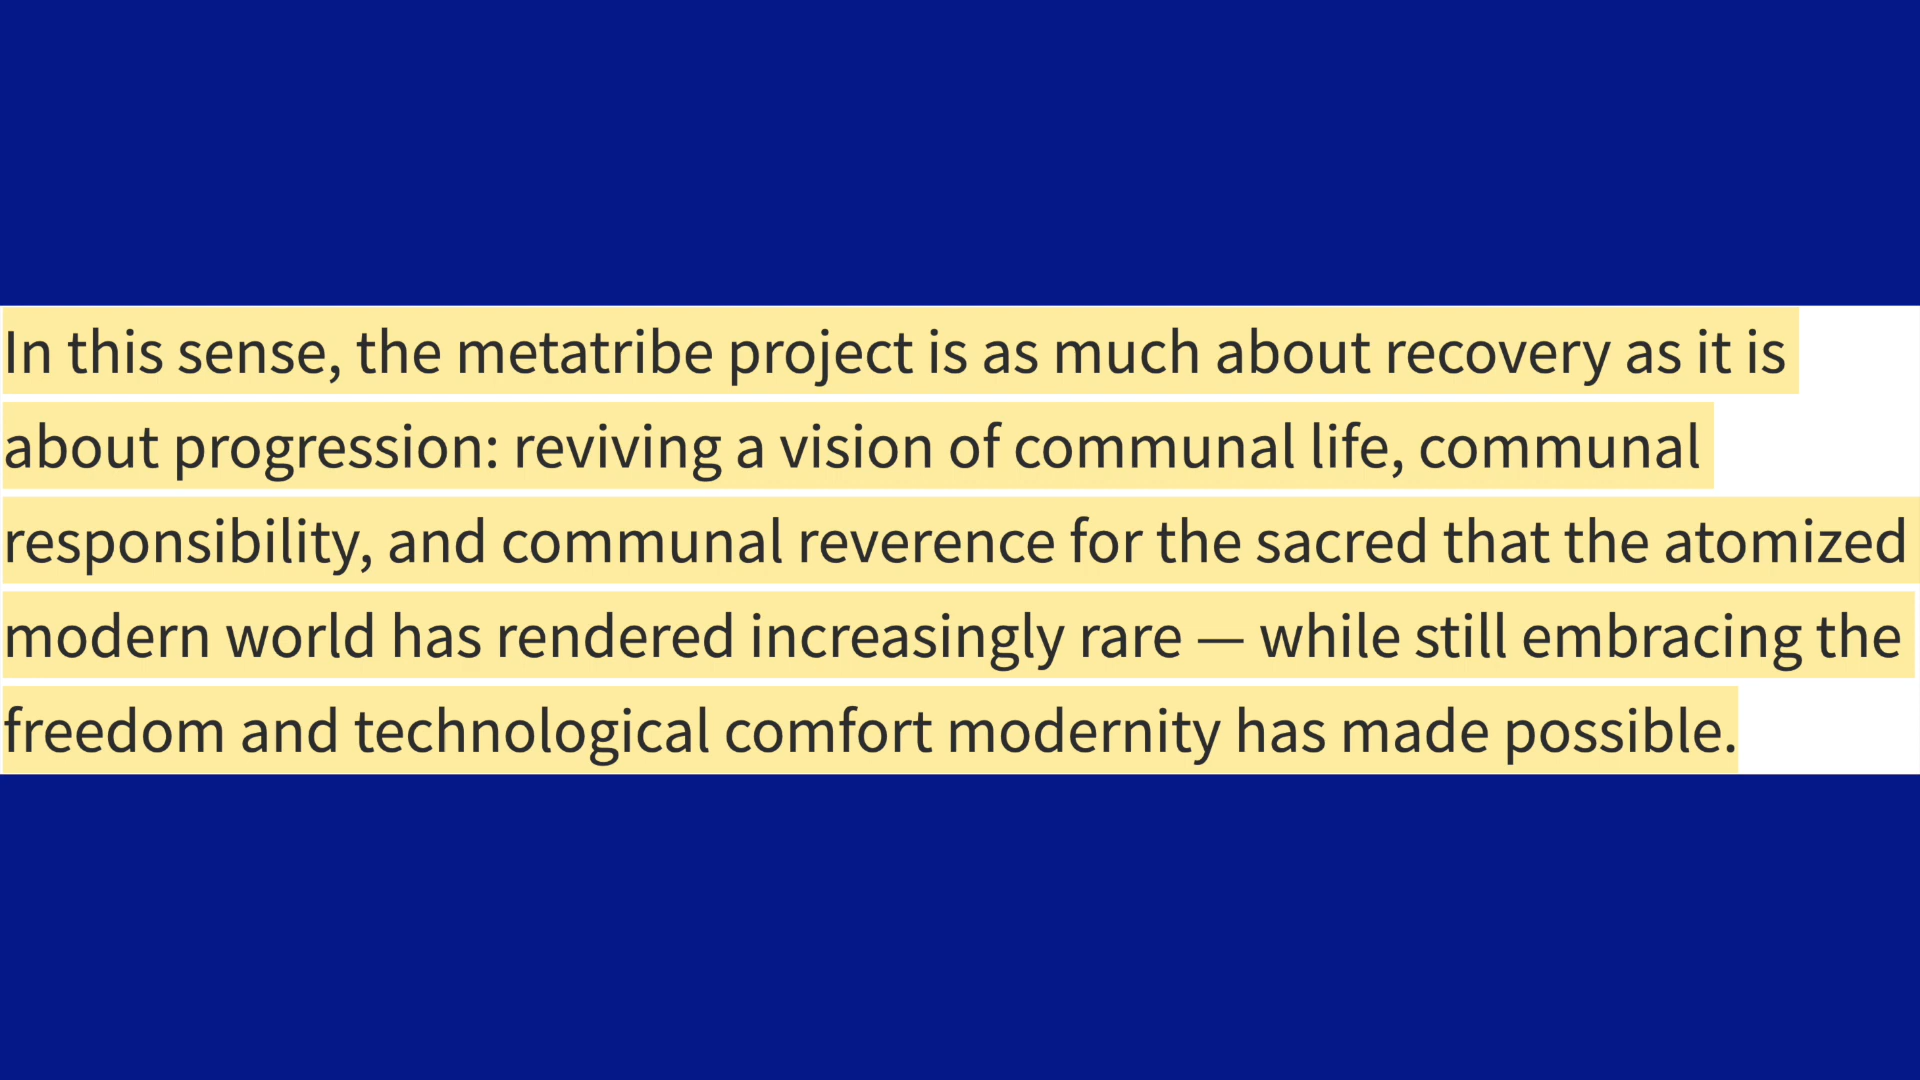 In this sense, the metatribe project is as much about recovery as it is
about progression: reviving a vision of communal life, communal
responsibility, and communal reverence for the sacred that the atomized
modern world has rendered increasingly rare — while still embracing the
freedom and technological comfort modernity has made possible.